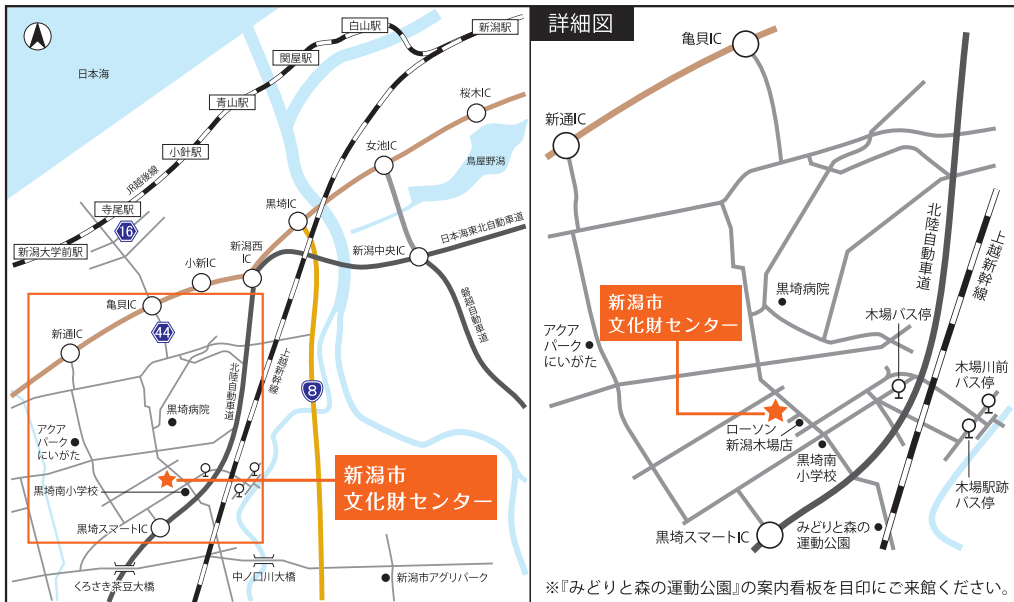 白山駅
新潟駅
関屋駅
日本海
青山駅
桜木IC
小針駅
女池IC
鳥屋野潟
JR越後線
寺尾駅
16
黒埼IC
新潟大学前駅
新潟西
IC
新潟中央IC
日本海東北自動車道
小新IC
磐越自動車道
亀貝IC
44
新通IC
上越新幹線
北陸自動車道
8
黒埼病院
アクア
パーク
にいがた
新潟市
文化財センター
黒埼南小学校
黒埼スマートIC
くろさき茶豆大橋
中ノ口川大橋
新潟市アグリパーク
詳細図
亀貝IC
新通IC
北陸自動車道
上越新幹線
新潟市
文化財センター
黒埼病院
木場バス停
アクア
パーク
にいがた
木場川前
バス停
ローソン
新潟木場店
黒埼南
小学校
木場駅跡
バス停
黒埼スマートIC
みどりと森の
運動公園
※『みどりと森の運動公園』の案内看板を目印にご来館ください。